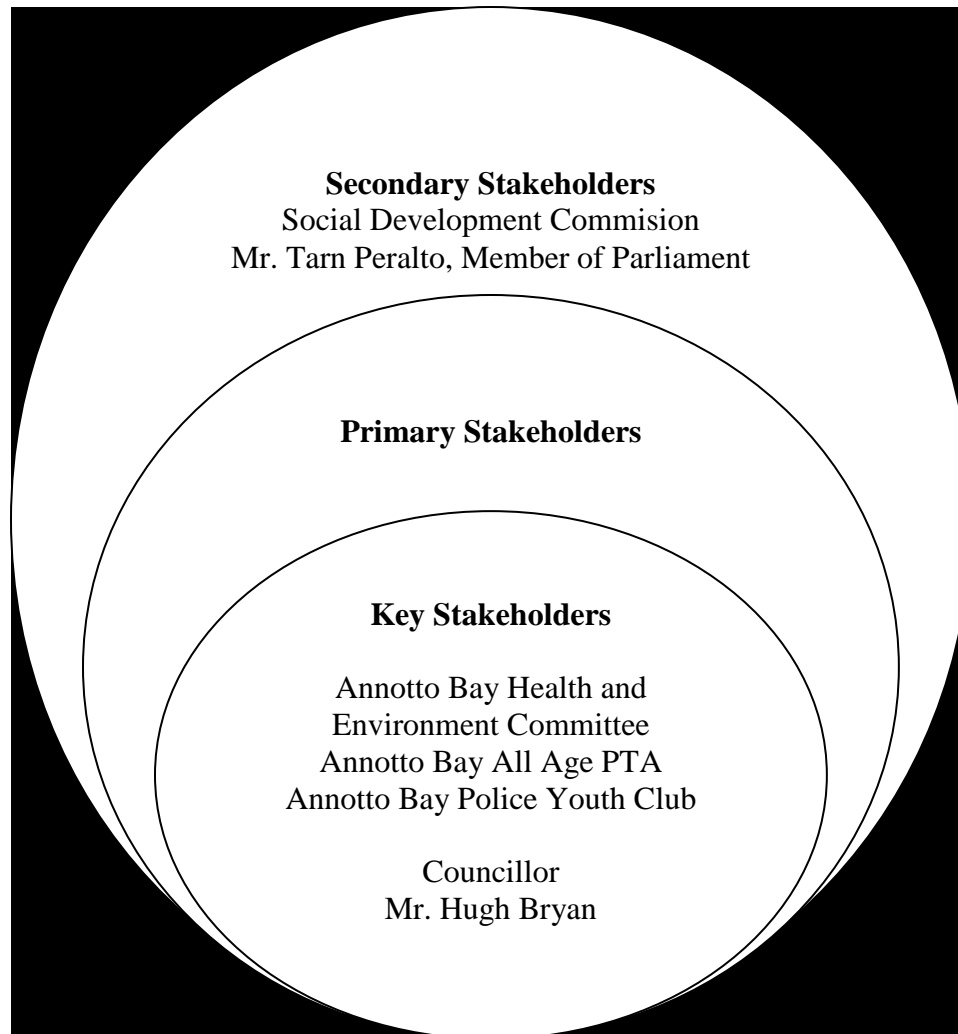 Secondary Stakeholders
Social Development Commision
Mr. Tarn Peralto, Member of Parliament
Primary Stakeholders
Key Stakeholders
Annotto Bay Health and
Environment Committee
Annotto Bay All Age PTA
Annotto Bay Police Youth Club
Councillor
Mr. Hugh Bryan